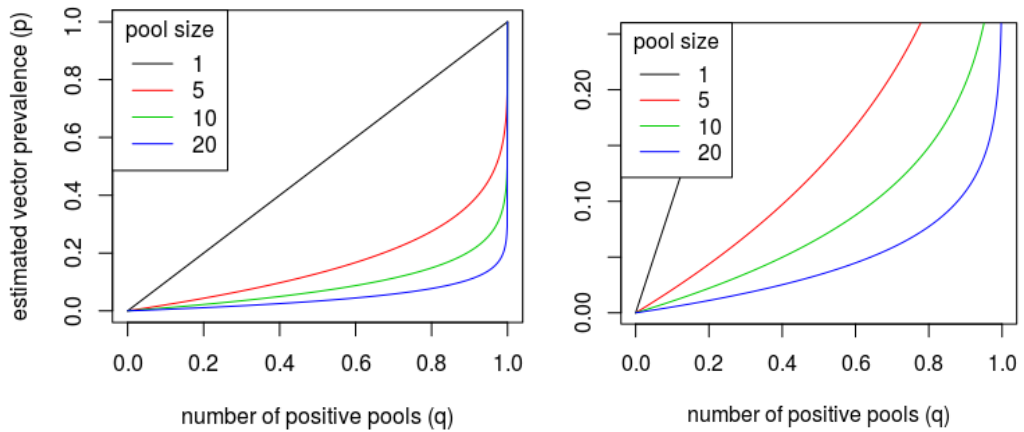 estimated vector prevalence (p)
1.0
0.8
0.6
0.4
0.2
0.0
pool size
1
5
10
20
0.0 0.2 0.4 0.6 0.8 1.0
number of positive pools (q)
0.20
0.10
0.00
pool size
1
5
10
20
0.0 0.2 0.4 0.6 0.8 1.0
number of positive pools (q)